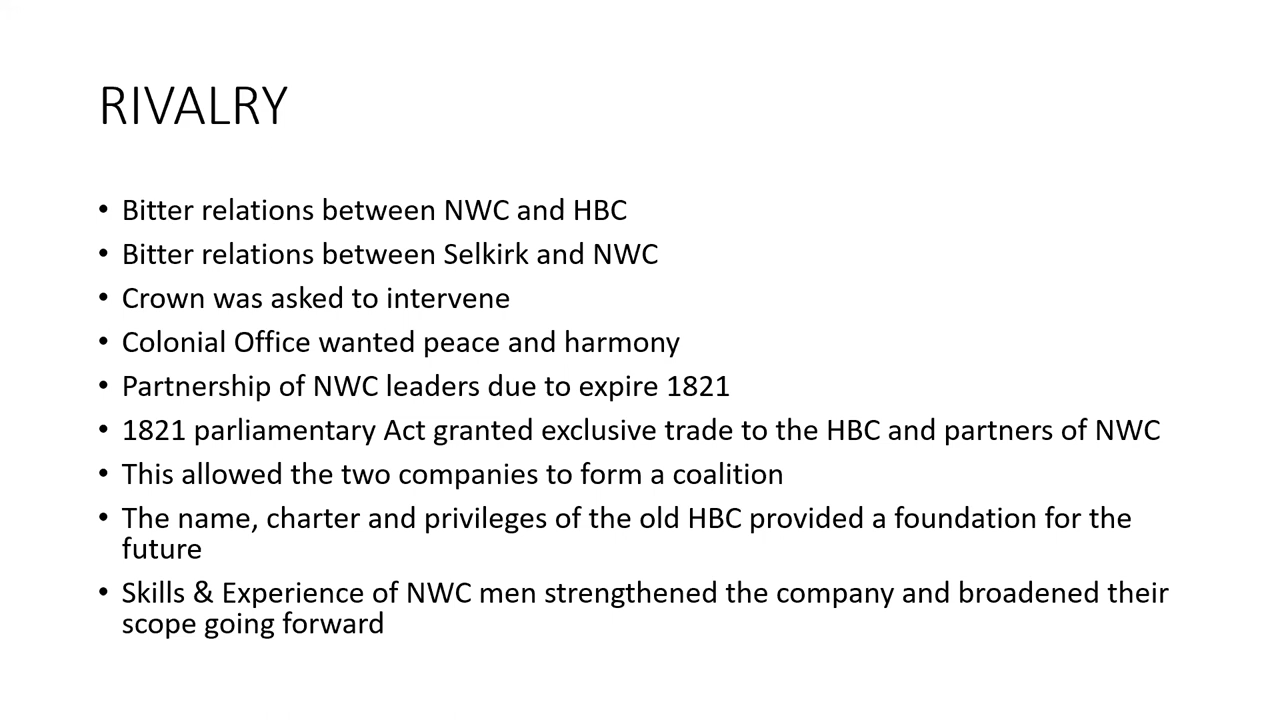 RIVALRY
• Bitter relations between NWC and HBC
• Bitter relations between Selkirk and NWC
• Crown was asked to intervene
• Colonial Office wanted peace and harmony
• Partnership of NWC leaders due to expire 1821
• 1821 parliamentary Act granted exclusive trade to the HBC and partners of NWC
• This allowed the two companies to form a coalition
• The name, charter and privileges of the old HBC provided a foundation for the
future
• Skills & Experience of NWC men strengthened the company and broadened their
scope going forward